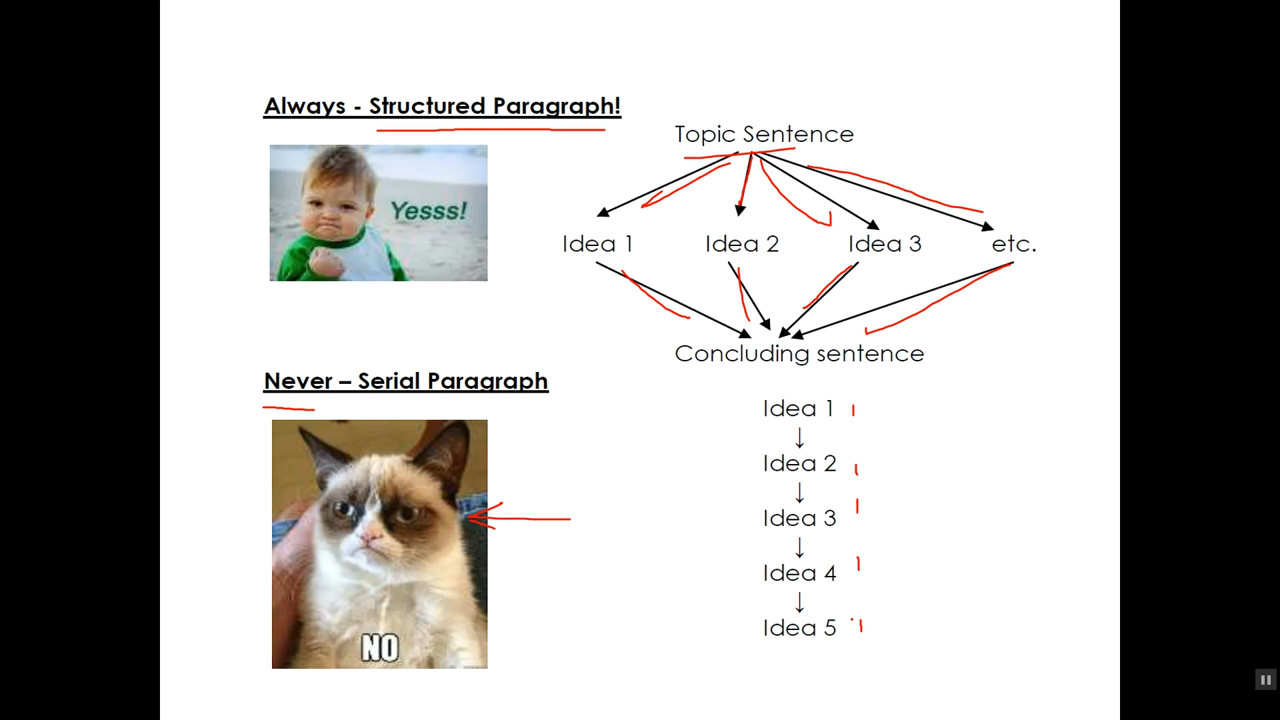 Always - Structured Paragraph!
Yesss!
Topic Sentence
Idea 1 Idea 2 Idea 3 etc.
Concluding sentence
Never – Serial Paragraph
NO
Idea 1
↓
Idea 2
↓
Idea 3
↓
Idea 4
↓
Idea 5